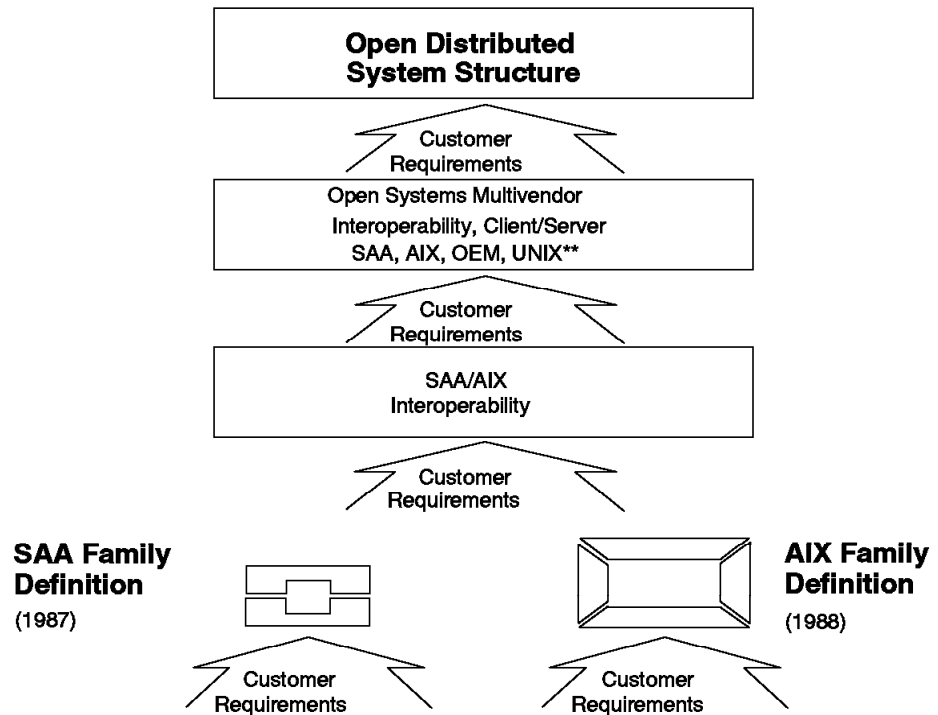 Open Distributed
System Structure
Customer
Requirements
Open Systems Multivendor
Interoperability, Client/Server
SAA, AIX, OEM, UNIX**
Customer
Requirements
SAA/AIX
Interoperability
Customer
Requirements
SAA Family
Definition
(1987)
AIX Family
Definition
(1988)
Customer
Requirements
Customer
Requirements